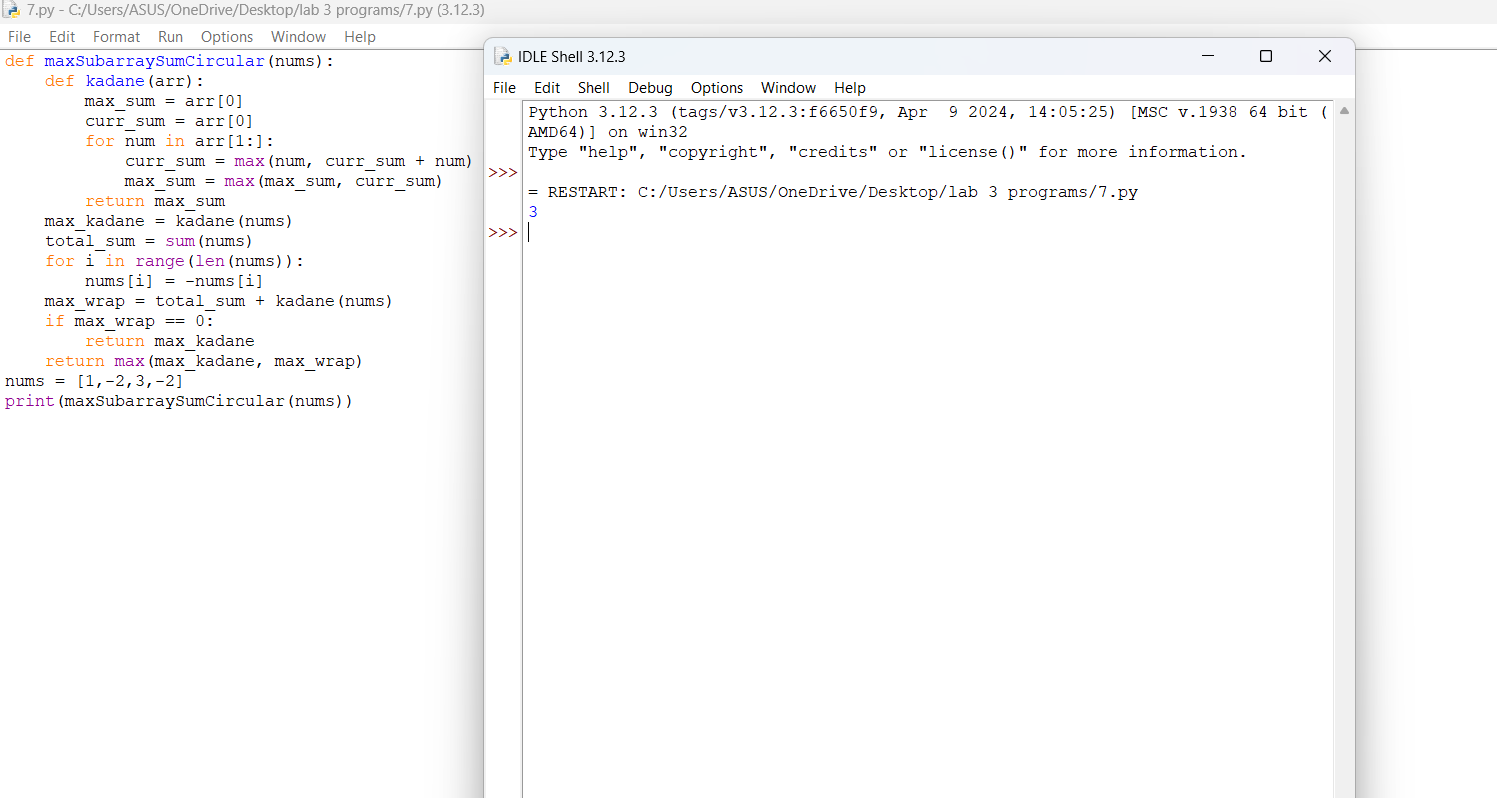 7.py - C:/Users/ASUS/OneDrive/Desktop/lab 3 programs/7.py (3.12.3)
File Edit Format Run Options Window Help
def maxSubarraySumCircular(nums):
    def kadane(arr):
        max_sum = arr[0]
        curr_sum = arr[0]
        for num in arr[1:]:
            curr_sum = max(num, curr_sum + num)
            max_sum = max(max_sum, curr_sum)
        return max_sum
    max_kadane = kadane(nums)
    total_sum = sum(nums)
    for i in range(len(nums)):
        nums[i] = -nums[i]
    max_wrap = total_sum + kadane(nums)
    if max_wrap == 0:
        return max_kadane
    return max(max_kadane, max_wrap)
nums = [1,-2,3,-2]
print(maxSubarraySumCircular(nums))
IDLE Shell 3.12.3
File Edit Shell Debug Options Window Help
Python 3.12.3 (tags/v3.12.3:f6650f9, Apr  9 2024, 14:05:25) [MSC v.1938 64 bit (
AMD64)] on win32
Type "help", "copyright", "credits" or "license()" for more information.
>>>
= RESTART: C:/Users/ASUS/OneDrive/Desktop/lab 3 programs/7.py
3
>>>